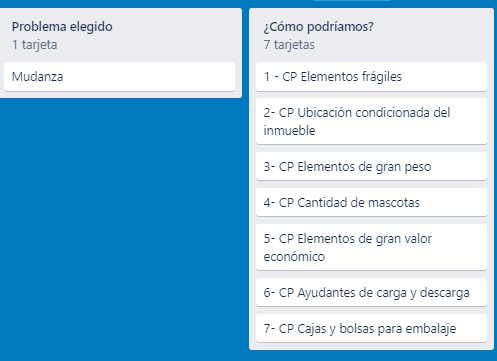 Problema elegido
1 tarjeta
Mudanza
¿Cómo podríamos?
7 tarjetas
1 - CP Elementos frágiles
2- CP Ubicación condicionada del
inmueble
3- CP Elementos de gran peso
4- CP Cantidad de mascotas
5- CP Elementos de gran valor
económico
6- CP Ayudantes de carga y descarga
7- CP Cajas y bolsas para embalaje